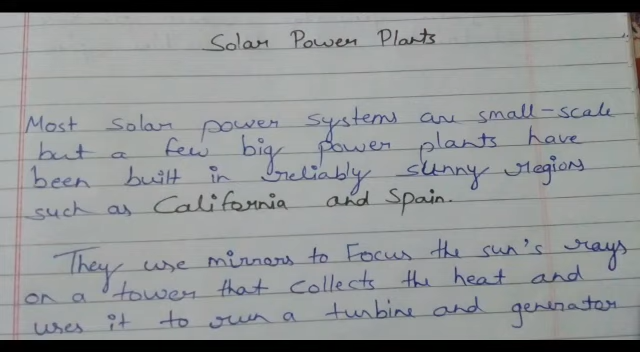 Solar Power Plants
Most solar power systems are small-scale
but a few big power plants have
been built in reliably sunny regions
such as California and Spain.
They use mirrors to Focus the sun's rays
on a tower that collects the heat and
uses it to run a turbine and generator